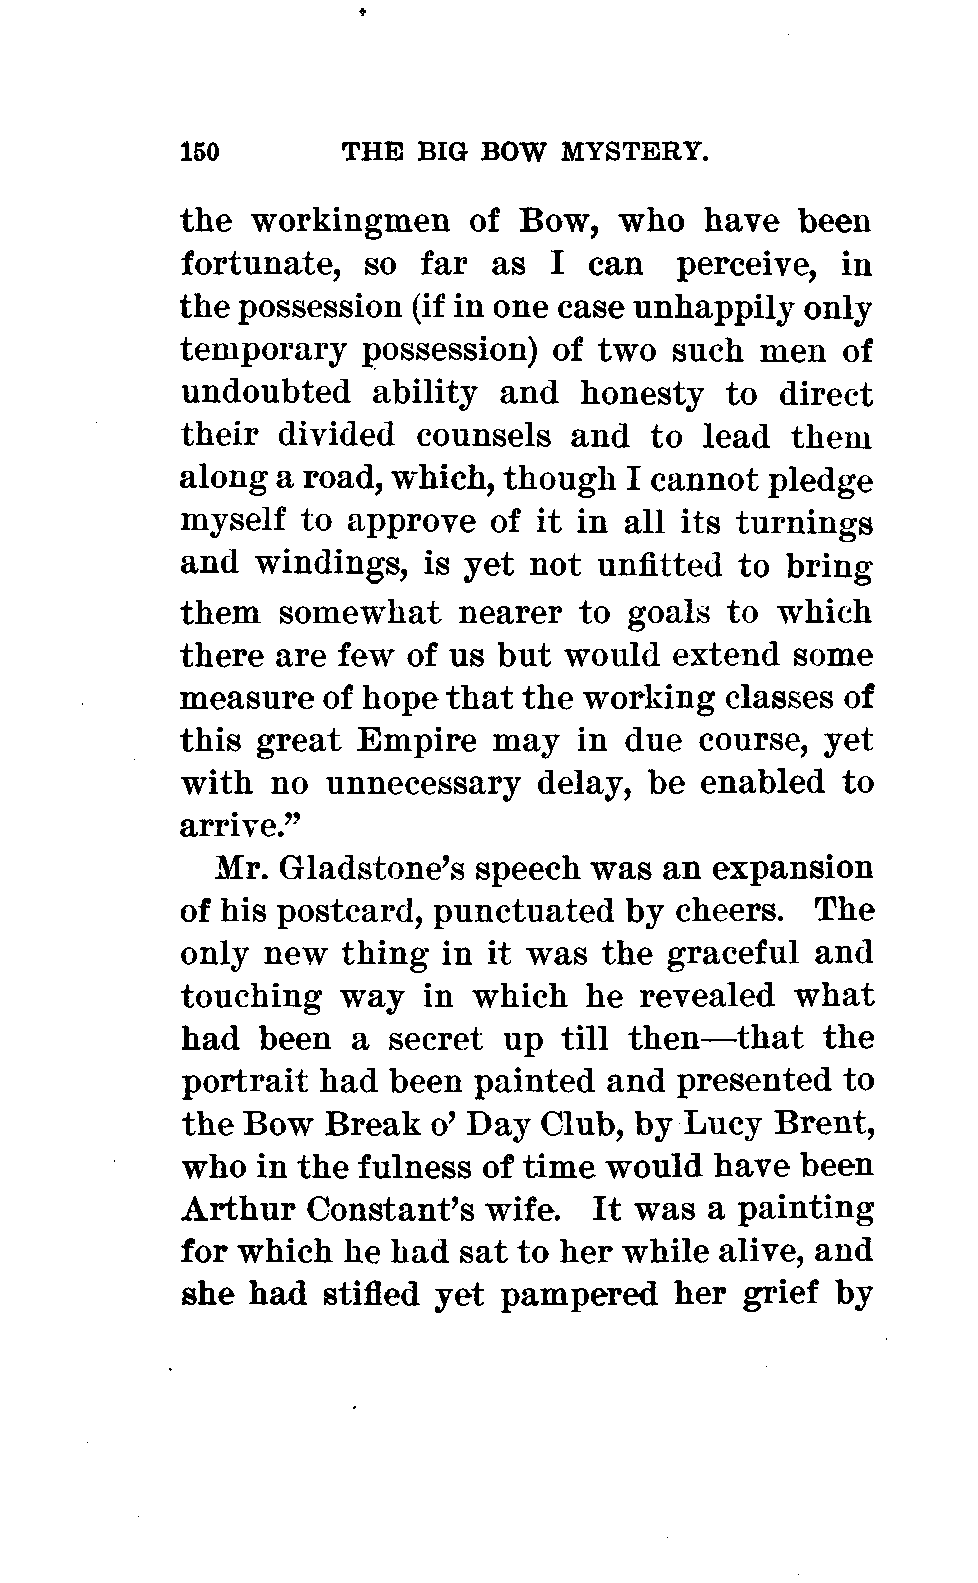 150 THE BIG BOW MYSTERY.
the workingmen of Bow, who have been
fortunate, so far as I can perceive, in
the possession (if in one case unhappily only
temporary possession) of two such men of
undoubted ability and honesty to direct
their divided counsels and to lead them
along a road, which, though I cannot pledge
myself to approve of it in all its turnings
and windings, is yet not unfitted to bring
them somewhat nearer to goals to which
there are few of us but would extend some
measure of hope that the working classes of
this great Empire may in due course, yet
with no unnecessary delay, be enabled to
arrive.”
Mr. Gladstone’s speech was an expansion
of his postcard, punctuated by cheers. The
only new thing in it was the graceful and
touching way in which he revealed what
had been a secret up till then—that the
portrait had been painted and presented to
the Bow Break o’ Day Club, by Lucy Brent,
who in the fulness of time would have been
Arthur Constant’s wife. It was a painting
for which he had sat to her while alive, and
she had stifled yet pampered her grief by